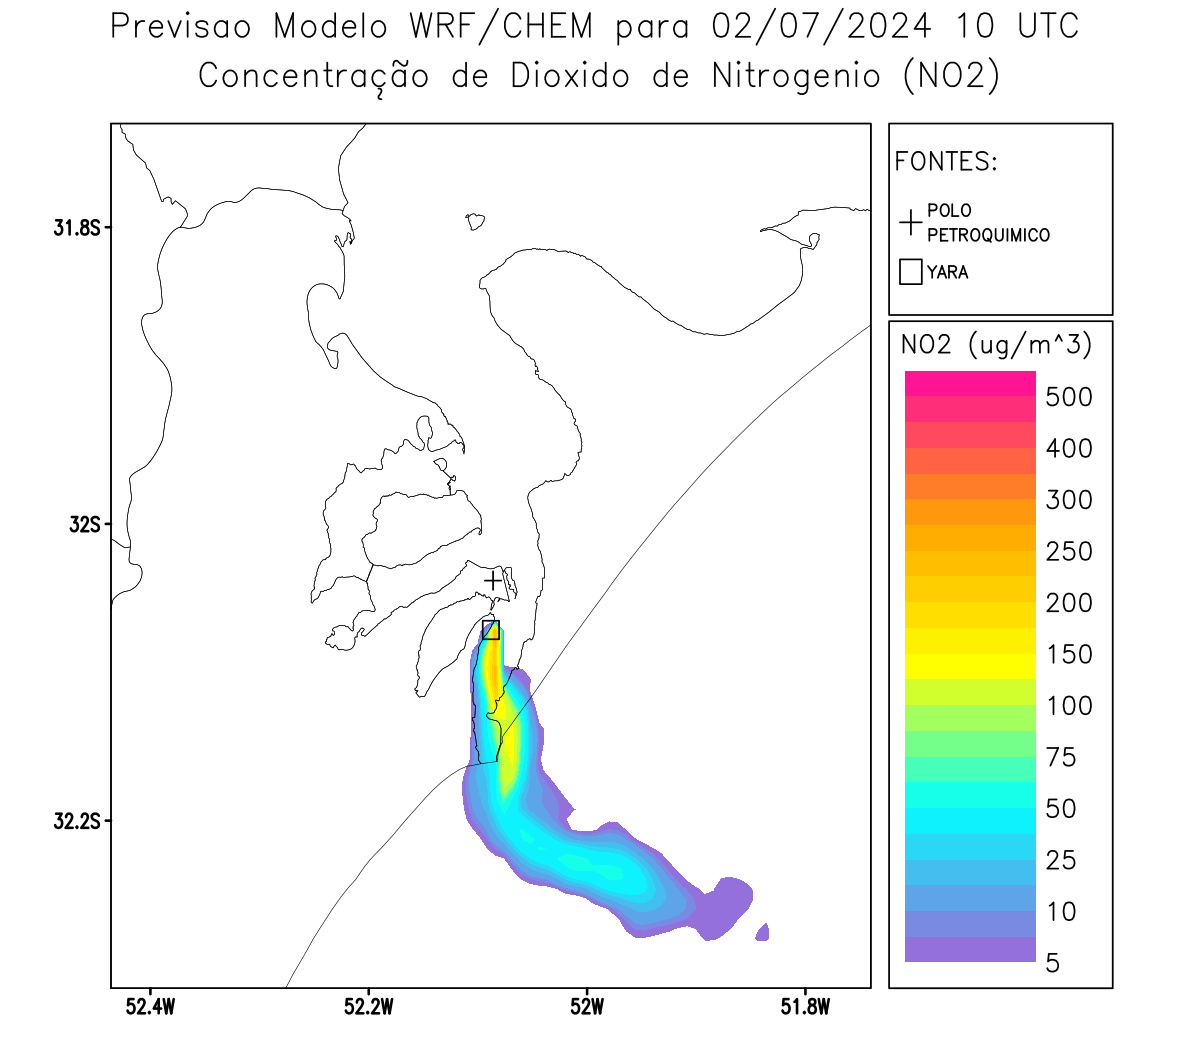 Previsao Modelo WRF/CHEM para 02/07/2024 10 UTC
Concentração de Dioxido de Nitrogenio (NO2)
FONTES:
POLO
PETROQUIMICO
YARA
NO2 (ug/m^3)
500
400
300
250
200
150
100
75
50
25
10
5
31.8S
32S
32.2S
52.4W
52.2W
52W
51.8W